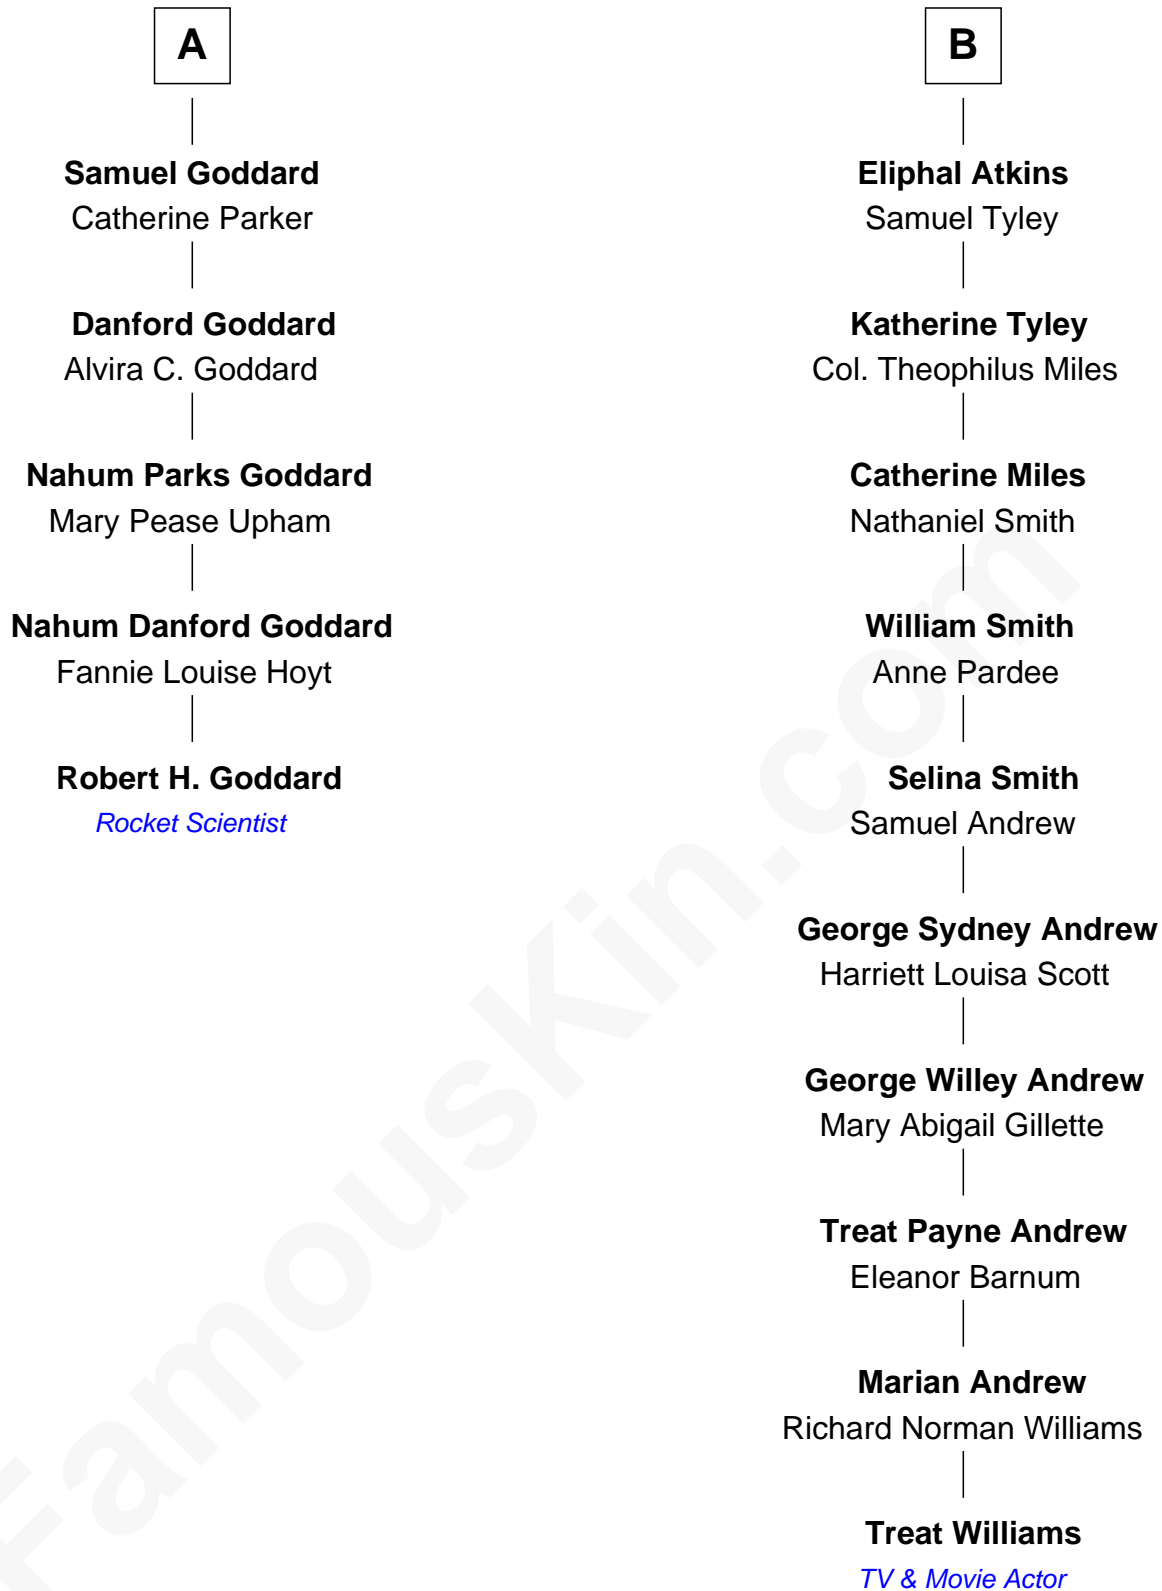 A
Samuel Goddard
Catherine Parker
Danford Goddard
Alvira C. Goddard
Nahum Parks Goddard
Mary Pease Upham
Nahum Danford Goddard
Fannie Louise Hoyt
Robert H. Goddard
Rocket Scientist
B
Eliphal Atkins
Samuel Tyley
Katherine Tyley
Col. Theophilus Miles
Catherine Miles
Nathaniel Smith
William Smith
Anne Pardee
Selina Smith
Samuel Andrew
George Sydney Andrew
Harriett Louisa Scott
George Willey Andrew
Mary Abigail Gillette
Treat Payne Andrew
Eleanor Barnum
Marian Andrew
Richard Norman Williams
Treat Williams
TV & Movie Actor
FamousKin.com